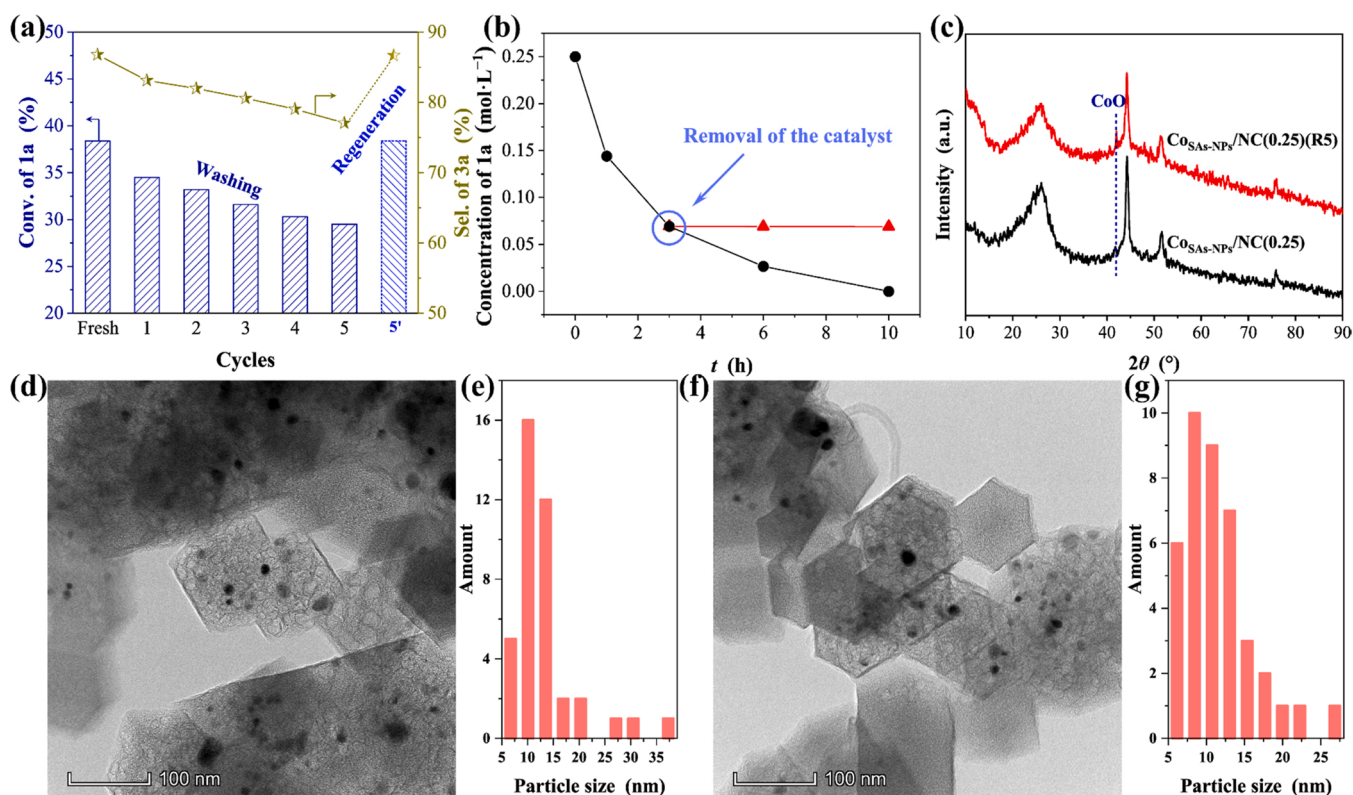 (a)
Conv. of 1a (%)
50
45
40
35
30
25
20
Washing
Regeneration
90
80
70
60
50
Sel. of 3a (%)
Fresh 1 2 3 4 5 5'
Cycles
(b)
Concentration of 1a (mol·L⁻¹)
0.25
0.20
0.15
0.10
0.05
0.00
Removal of the catalyst
0 2 4 6 8 10
t (h)
(c)
Intensity (a.u.)
CoO
Co_SAs-NPs/NC(0.25)(R5)
Co_SAs-NPs/NC(0.25)
10 20 30 40 50 60 70 80 90
2θ (°)
(d)
100 nm
(e)
Amount
16
12
8
4
0
5 10 15 20 25 30 35
Particle size (nm)
(f)
100 nm
(g)
Amount
10
8
6
4
2
0
5 10 15 20 25
Particle size (nm)